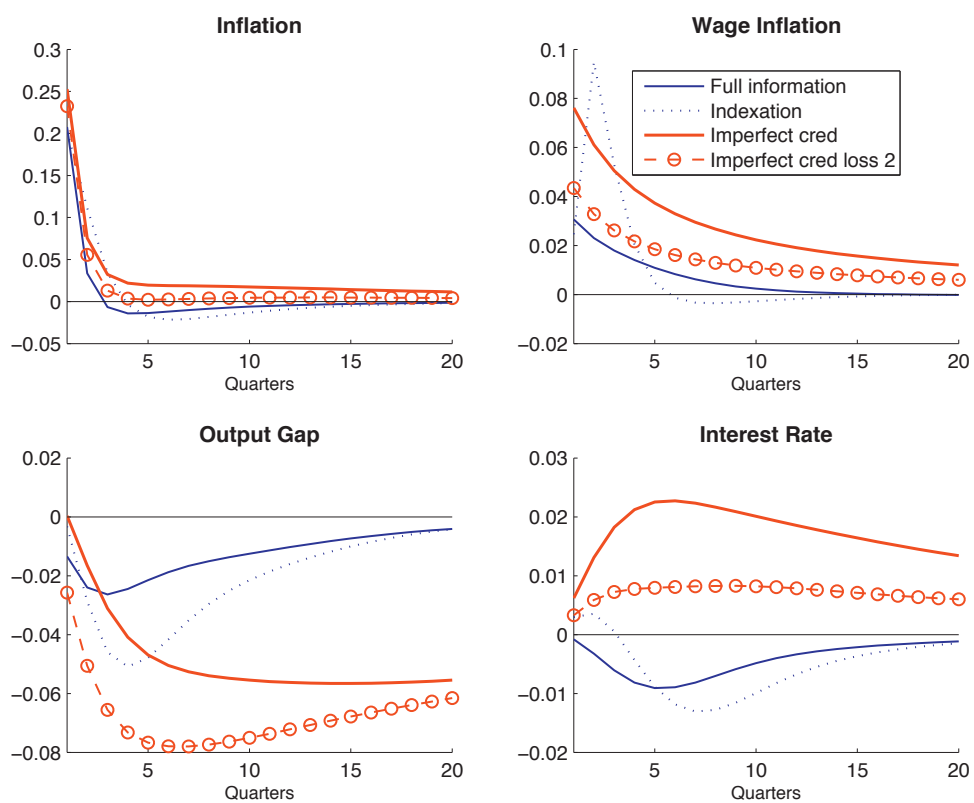 Inflation
0.3
0.25
0.2
0.15
0.1
0.05
0
−0.05
5 10 15 20
Quarters
Wage Inflation
0.1
0.08
0.06
0.04
0.02
0
−0.02
5 10 15 20
Quarters
Full information
Indexation
Imperfect cred
Imperfect cred loss 2
Output Gap
0.02
0
−0.02
−0.04
−0.06
−0.08
5 10 15 20
Quarters
Interest Rate
0.03
0.02
0.01
0
−0.01
−0.02
5 10 15 20
Quarters